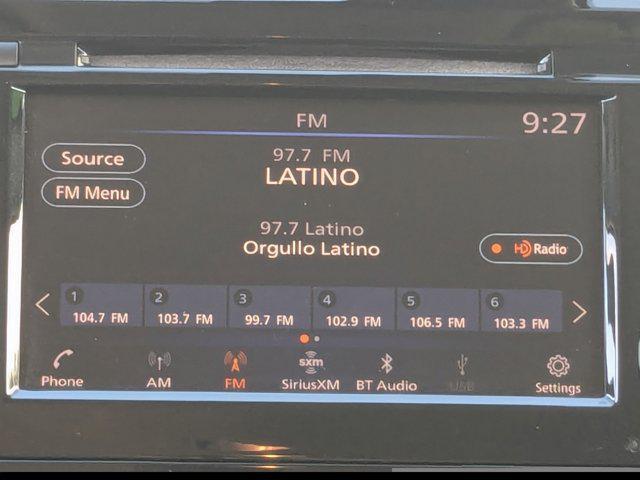 FM
9:27
Source
97.7 FM
LATINO
FM Menu
97.7 Latino
Orgullo Latino
HD Radio
1 2 3 4 5 6
104.7 FM 103.7 FM 99.7 FM 102.9 FM 106.5 FM 103.3 FM
sxm
Phone AM FM SiriusXM BT Audio USB Settings